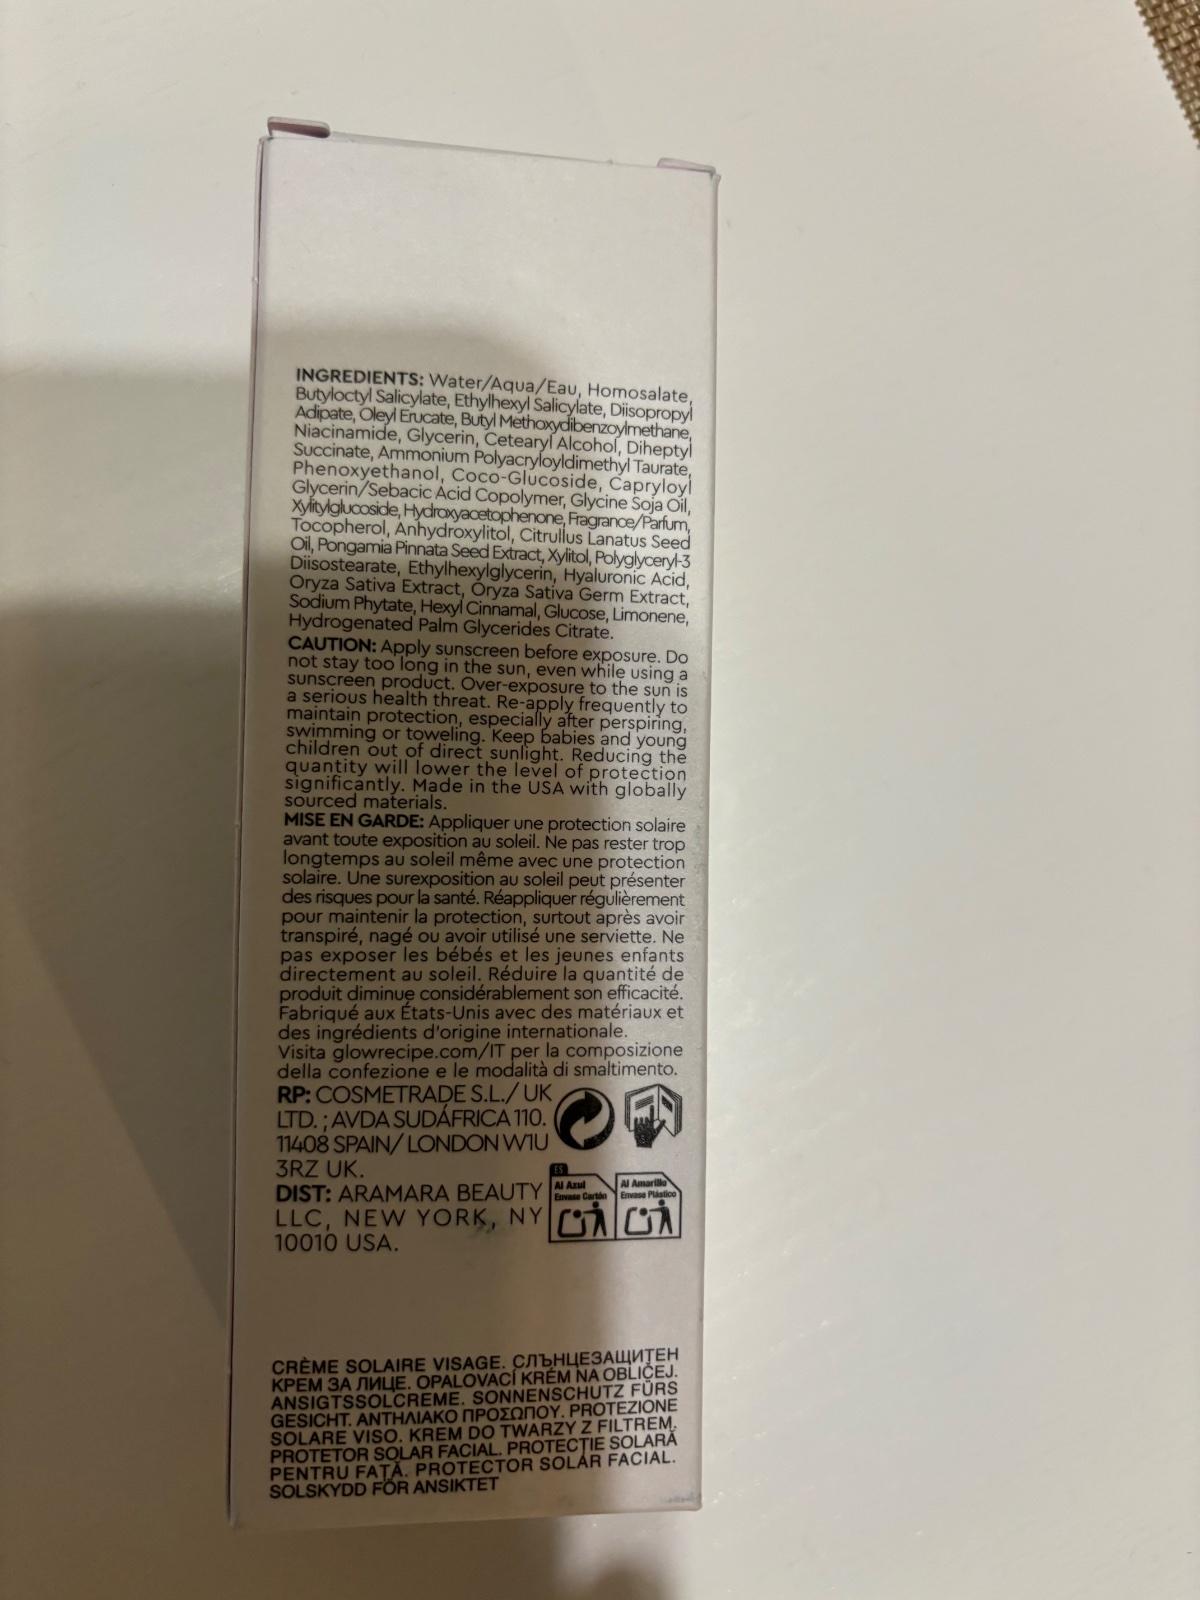 INGREDIENTS: Water/Aqua/Eau, Homosalate,
Butyloctyl Salicylate, Ethylhexyl Salicylate, Diisopropyl
Adipate, Oleyl Erucate, Butyl Methoxydibenzoylmethane,
Niacinamide, Glycerin, Cetearyl Alcohol, Diheptyl
Succinate, Ammonium Polyacryloyldimethyl Taurate,
Phenoxyethanol, Coco-Glucoside, Capryloyl
Glycerin/Sebacic Acid Copolymer, Glycine Soja Oil,
Xylitylglucoside, Hydroxyacetophenone, Fragrance/Parfum,
Tocopherol, Anhydroxylitol, Citrullus Lanatus Seed
Oil, Pongamia Pinnata Seed Extract, Xylitol, Polyglyceryl-3
Diisostearate, Ethylhexylglycerin, Hyaluronic Acid,
Oryza Sativa Extract, Oryza Sativa Germ Extract,
Sodium Phytate, Hexyl Cinnamal, Glucose, Limonene,
Hydrogenated Palm Glycerides Citrate.
CAUTION: Apply sunscreen before exposure. Do
not stay too long in the sun, even while using a
sunscreen product. Over-exposure to the sun is
a serious health threat. Re-apply frequently to
maintain protection, especially after perspiring,
swimming or toweling. Keep babies and young
children out of direct sunlight. Reducing the
quantity will lower the level of protection
significantly. Made in the USA with globally
sourced materials.
MISE EN GARDE: Appliquer une protection solaire
avant toute exposition au soleil. Ne pas rester trop
longtemps au soleil même avec une protection
solaire. Une surexposition au soleil peut présenter
des risques pour la santé. Réappliquer régulièrement
pour maintenir la protection, surtout après avoir
transpiré, nagé ou avoir utilisé une serviette. Ne
pas exposer les bébés et les jeunes enfants
directement au soleil. Réduire la quantité de
produit diminue considérablement son efficacité.
Fabriqué aux États-Unis avec des matériaux et
des ingrédients d'origine internationale.
Visita glowrecipe.com/IT per la composizione
della confezione e le modalità di smaltimento.
RP: COSMETRADE S.L./ UK
LTD. ; AVDA SUDÁFRICA 110.
11408 SPAIN/ LONDON W1U
3RZ UK.
DIST: ARAMARA BEAUTY
LLC, NEW YORK, NY
10010 USA.
ES
Al Azul
Envase Cartón
Al Amarillo
Envase Plástico
CRÈME SOLAIRE VISAGE. СЛЪНЦЕЗАЩИТЕН
КРЕМ ЗА ЛИЦЕ. OPALOVACÍ KRÉM NA OBLIČEJ.
ANSIGTSSOLCREME. SONNENSCHUTZ FÜRS
GESICHT. ΑΝΤΗΛΙΑΚΟ ΠΡΟΣΩΠΟΥ. PROTEZIONE
SOLARE VISO. KREM DO TWARZY Z FILTREM.
PROTETOR SOLAR FACIAL. PROTECȚIE SOLARĂ
PENTRU FAȚĂ. PROTECTOR SOLAR FACIAL.
SOLSKYDD FÖR ANSIKTET